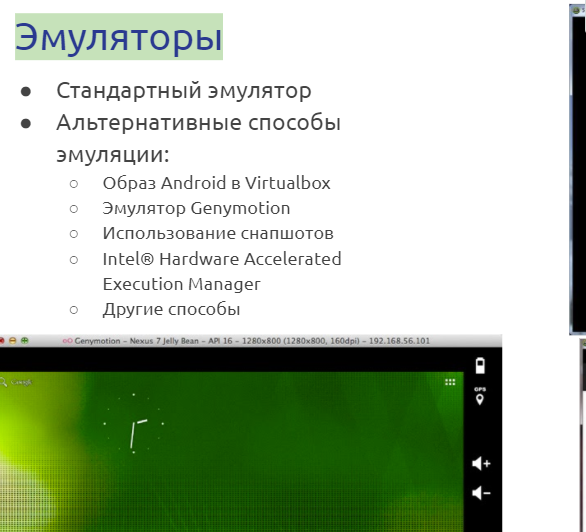 Эмуляторы
● Стандартный эмулятор
● Альтернативные способы
эмуляции:
○ Образ Android в Virtualbox
○ Эмулятор Genymotion
○ Использование снапшотов
○ Intel® Hardware Accelerated
Execution Manager
○ Другие способы
Genymotion – Nexus 7 Jelly Bean – API 16 – 1280x800 (1280x800, 160dpi) – 192.168.56.101
Google
GPS